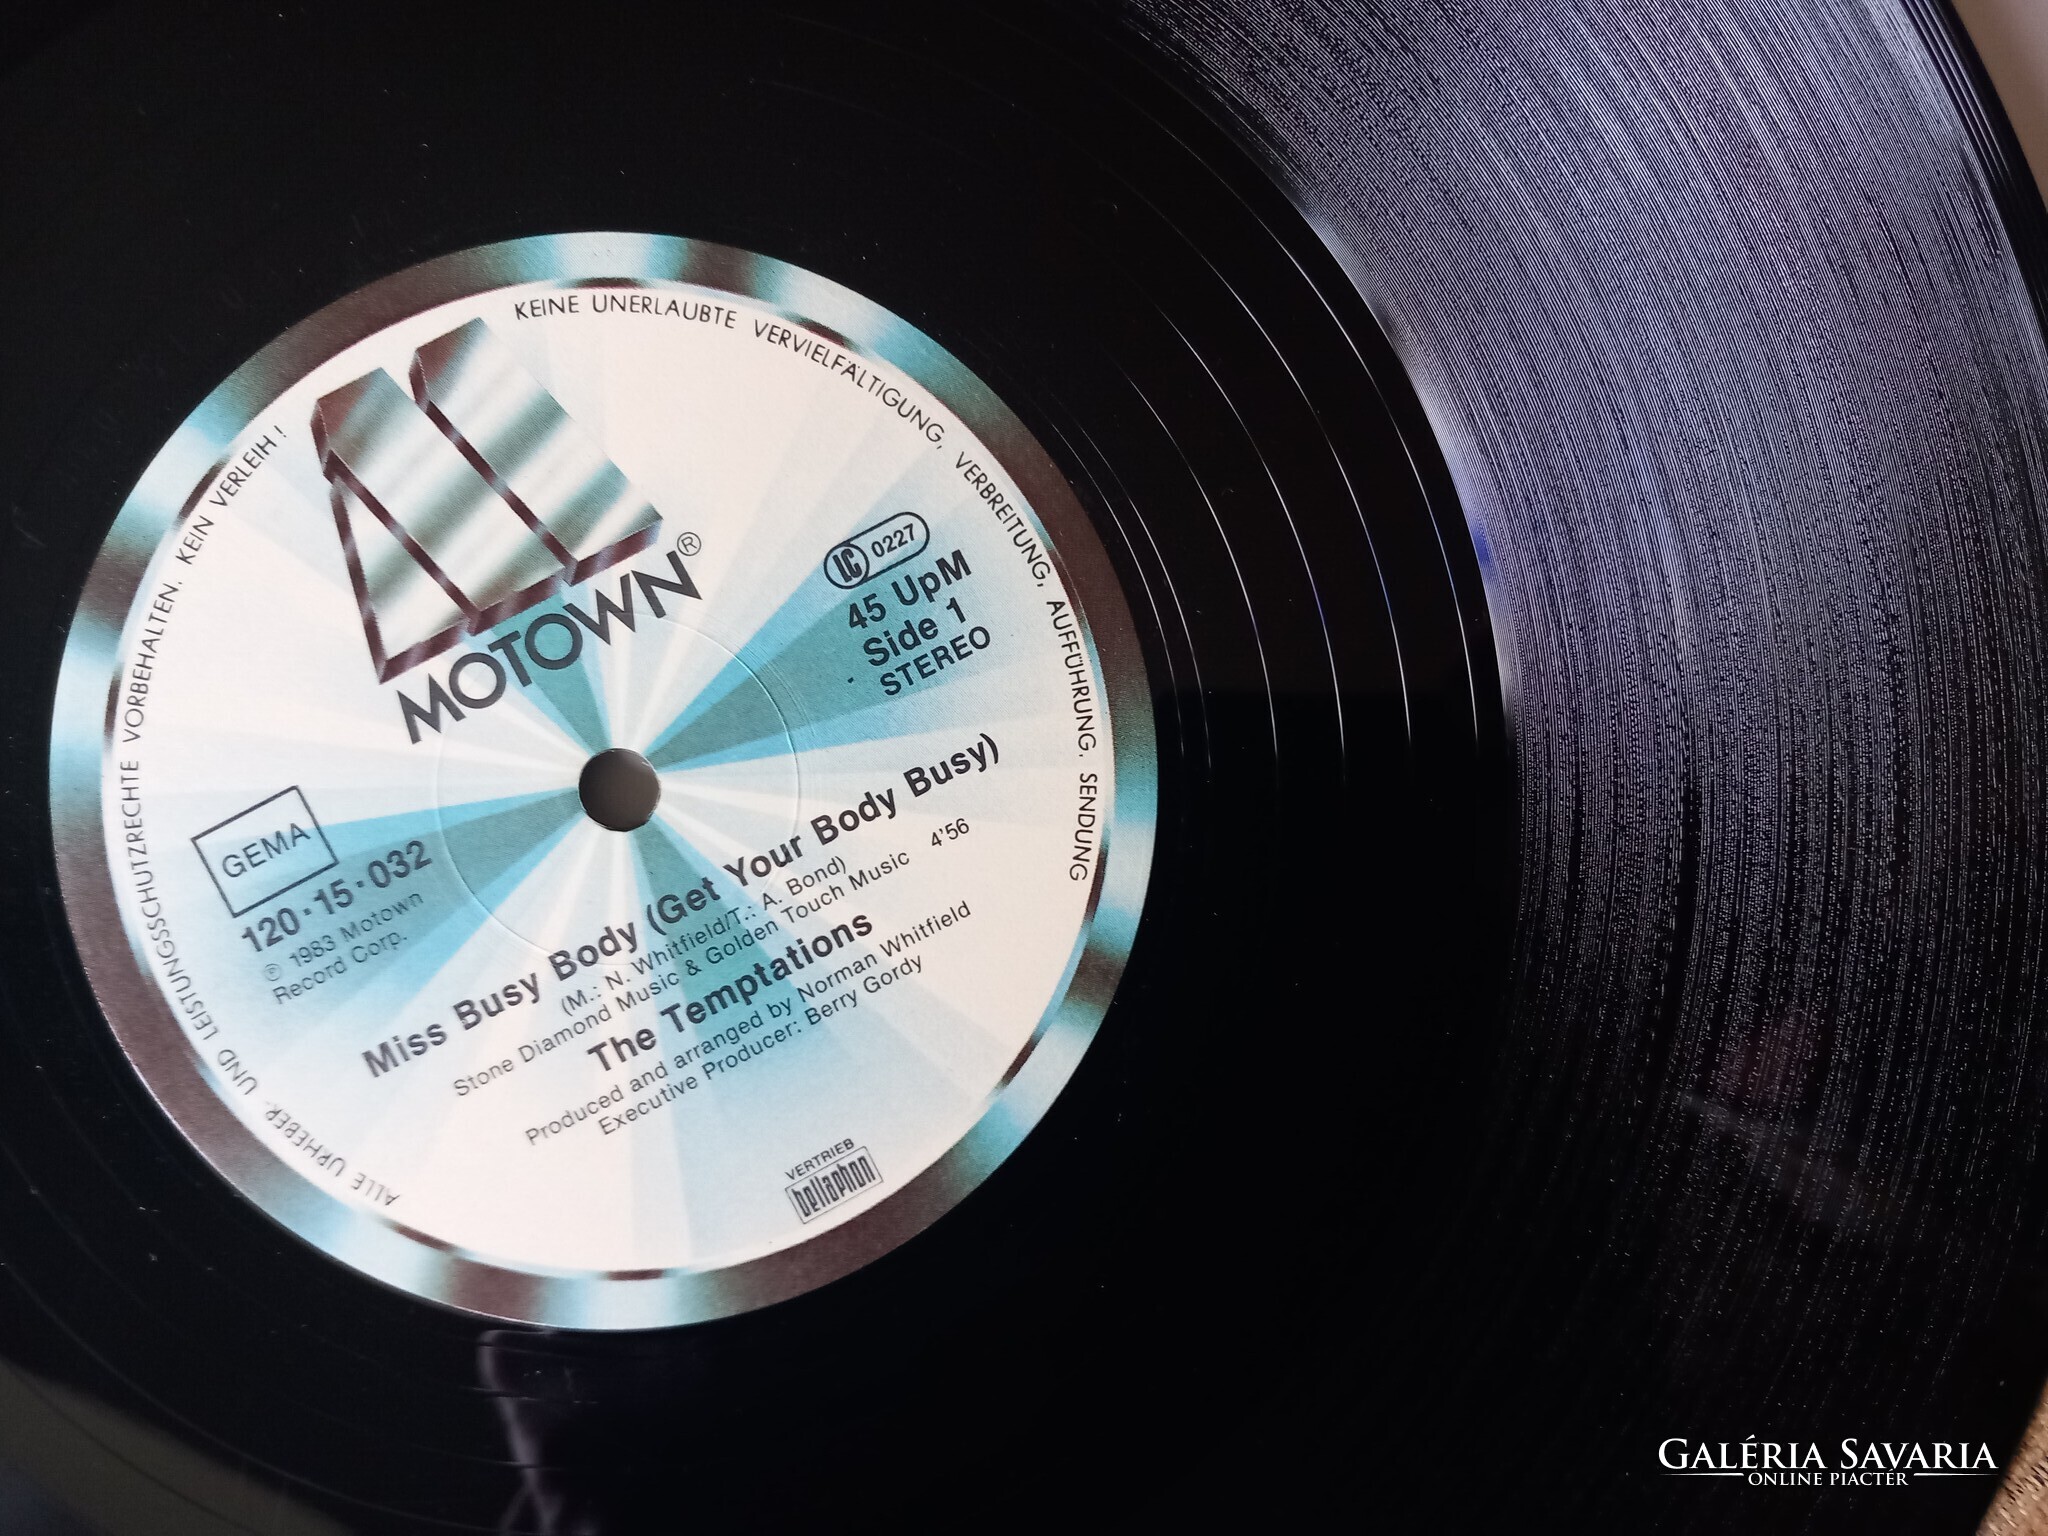 KEINE UNERLAUBTE VERVIELFÄLTIGUNG, VERBREITUNG, AUFFÜHRUNG, SENDUNG
ALLE URHEBER- UND LEISTUNGSSCHUTZRECHTE VORBEHALTEN. KEIN VERLEIH!
MOTOWN®
LC 0227
45 UpM
Side 1
STEREO
GEMA
120·15·032
℗ 1983 Motown
Record Corp.
Miss Busy Body (Get Your Body Busy)
(M.: N. Whitfield/T.: A. Bond)
Stone Diamond Music & Golden Touch Music 4'56
The Temptations
Produced and arranged by Norman Whitfield
Executive Producer: Berry Gordy
VERTRIEB
bellaphon
GALÉRIA SAVARIA
ONLINE PIACTÉR